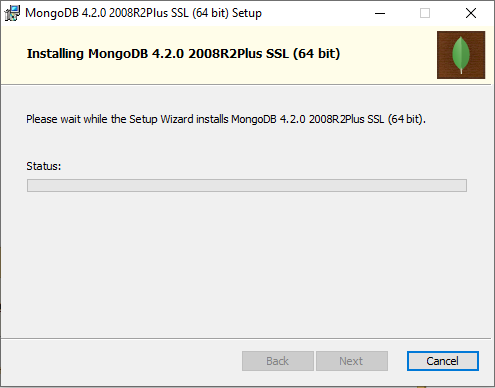 MongoDB 4.2.0 2008R2Plus SSL (64 bit) Setup
Installing MongoDB 4.2.0 2008R2Plus SSL (64 bit)
Please wait while the Setup Wizard installs MongoDB 4.2.0 2008R2Plus SSL (64 bit).
Status:
Back Next Cancel